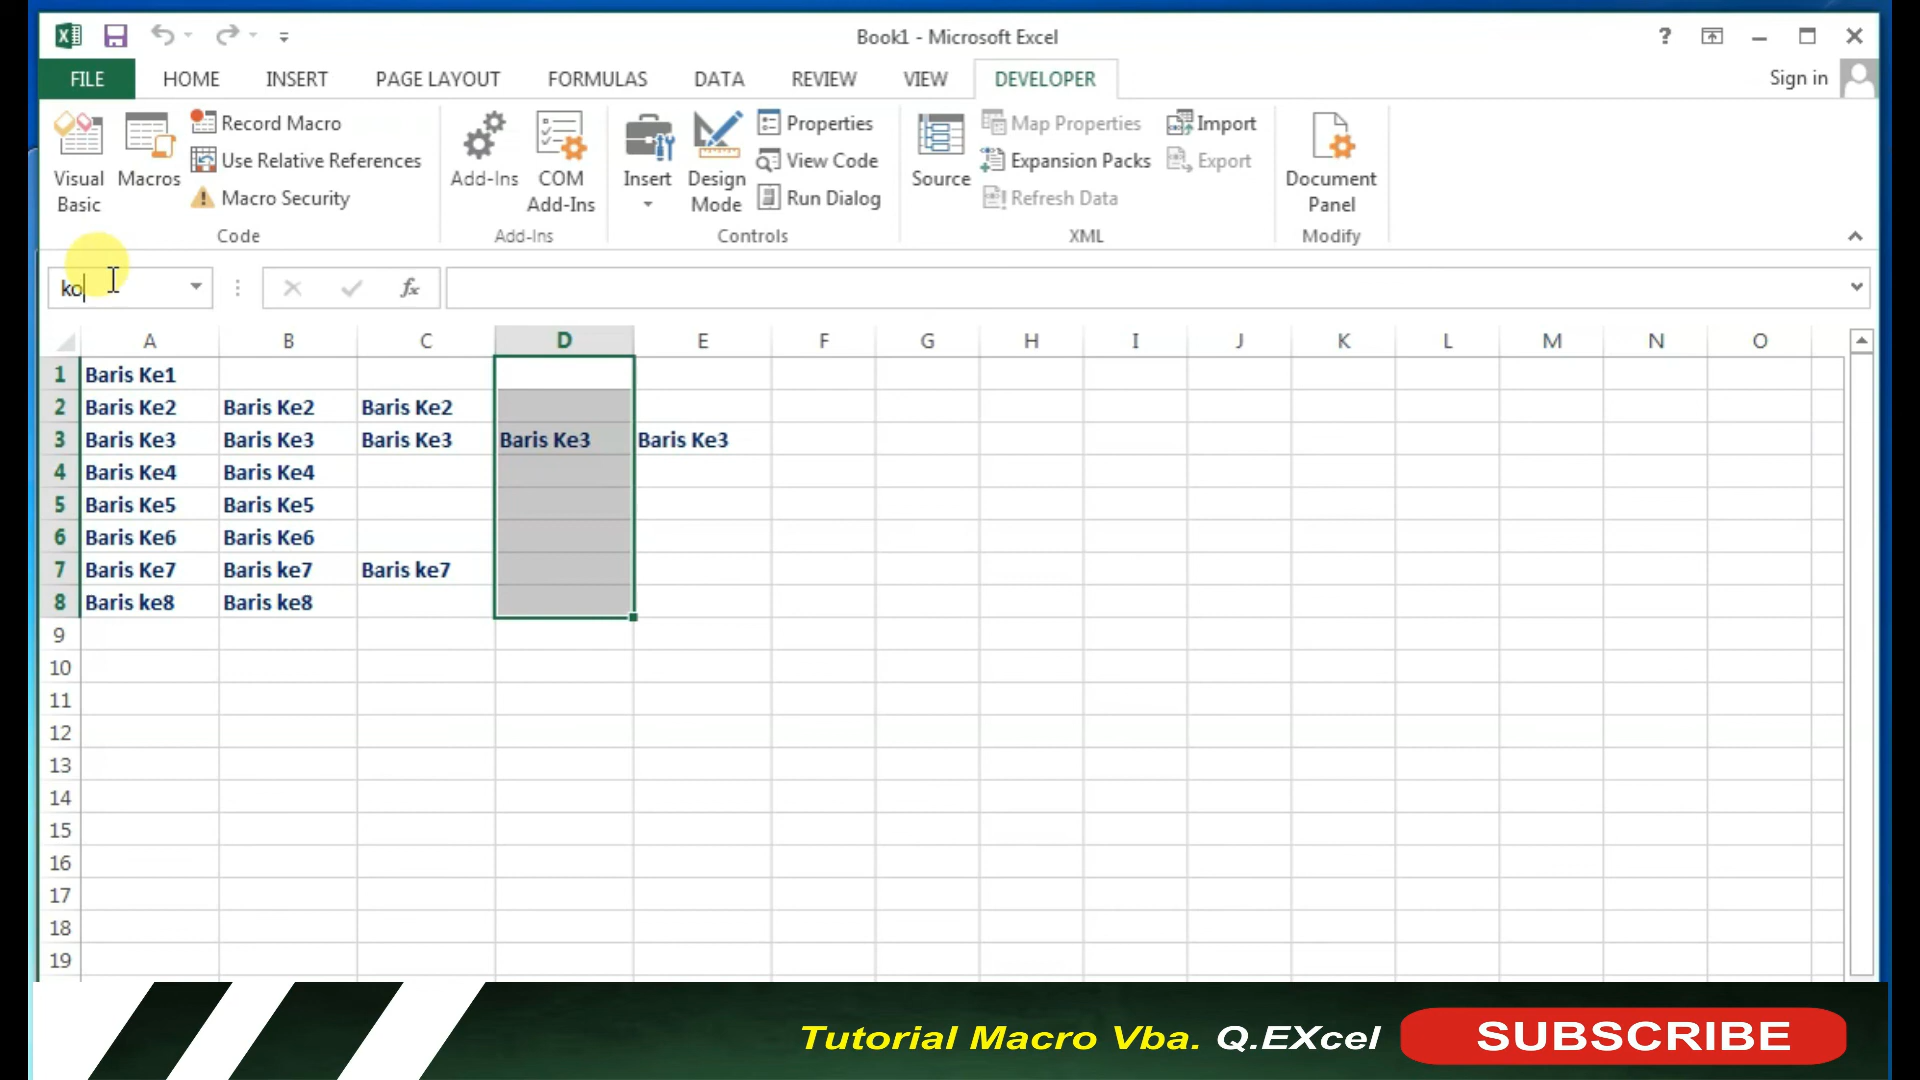 Book1 - Microsoft Excel
?
FILE HOME INSERT PAGE LAYOUT FORMULAS DATA REVIEW VIEW DEVELOPER Sign in
Visual Basic
Macros
Record Macro
Use Relative References
Macro Security
Code
Add-Ins
COM Add-Ins
Add-Ins
Insert
Design Mode
Properties
View Code
Run Dialog
Controls
Source
Map Properties
Expansion Packs
Refresh Data
Import
Export
XML
Document Panel
Modify
ko
fx
A B C D E F G H I J K L M N O
1 Baris Ke1
2 Baris Ke2 Baris Ke2 Baris Ke2
3 Baris Ke3 Baris Ke3 Baris Ke3 Baris Ke3 Baris Ke3
4 Baris Ke4 Baris Ke4
5 Baris Ke5 Baris Ke5
6 Baris Ke6 Baris Ke6
7 Baris Ke7 Baris ke7 Baris ke7
8 Baris ke8 Baris ke8
9
10
11
12
13
14
15
16
17
18
19
Tutorial Macro Vba. Q.EXcel SUBSCRIBE